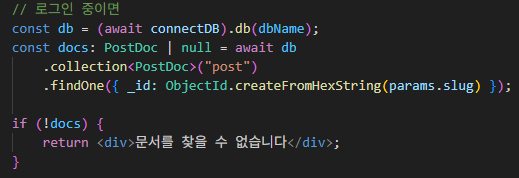 // 로그인 중이면
const db = (await connectDB).db(dbName);
const docs: PostDoc | null = await db
.collection<PostDoc>("post")
.findOne({ _id: ObjectId.createFromHexString(params.slug) });
if (!docs) {
return <div>문서를 찾을 수 없습니다</div>;
}